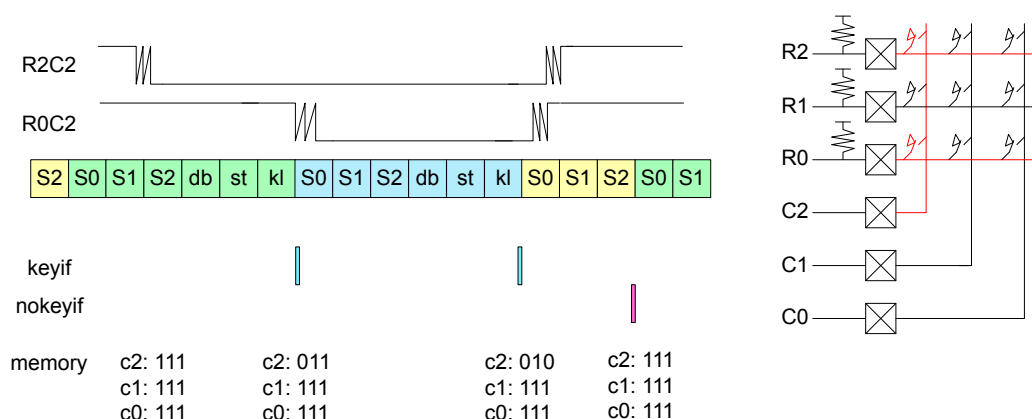 R2C2
R0C2
S2 S0 S1 S2 db st kl S0 S1 S2 db st kl S0 S1 S2 S0 S1
keyif
nokeyif
memory c2: 111 c2: 011 c2: 010 c2: 111
c1: 111 c1: 111 c1: 111 c1: 111
c0: 111 c0: 111 c0: 111 c0: 111
R2
R1
R0
C2
C1
C0